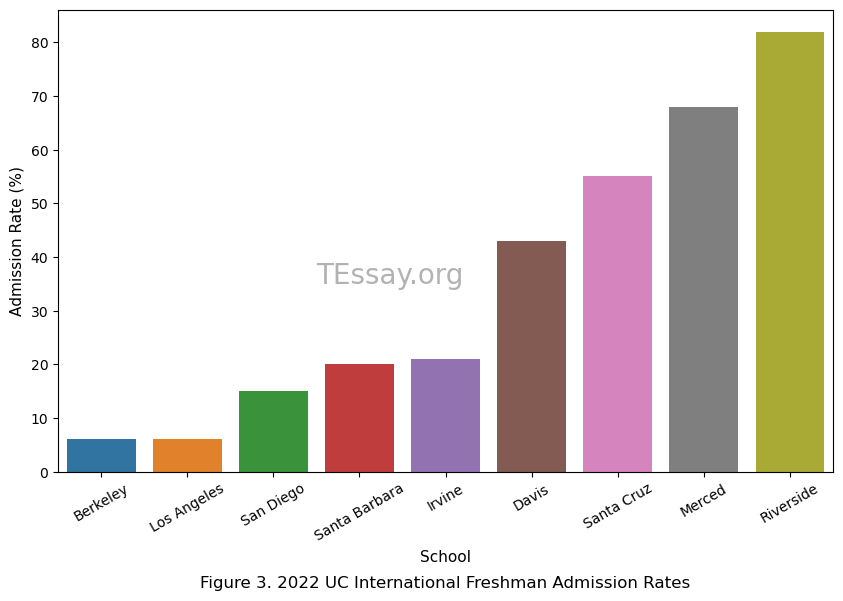 80
70
60
50
40
30
20
10
0
Admission Rate (%)
TEssay.org
Berkeley
Los Angeles
San Diego
Santa Barbara
Irvine
Davis
Santa Cruz
Merced
Riverside
School
Figure 3. 2022 UC International Freshman Admission Rates